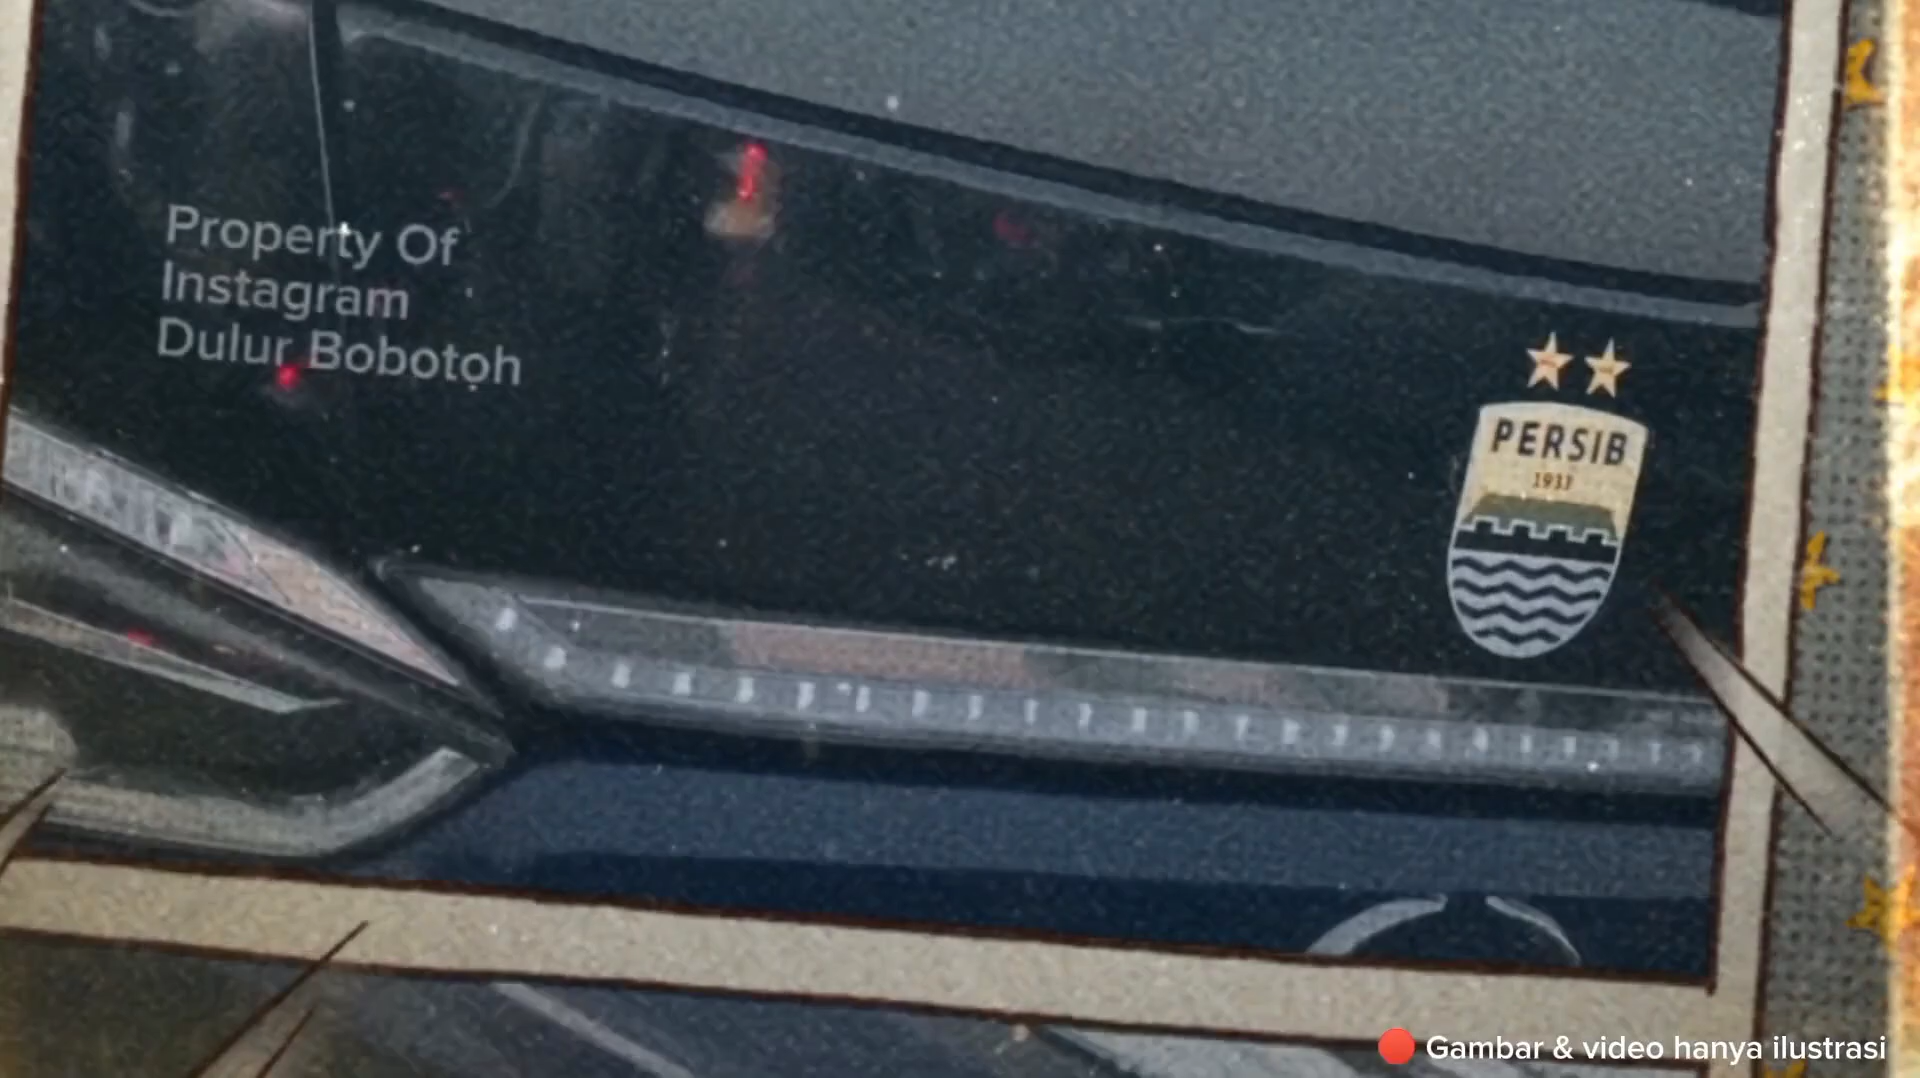 Property Of
Instagram
Dulur Bobotoh
PERSIB
1933
Gambar & video hanya ilustrasi